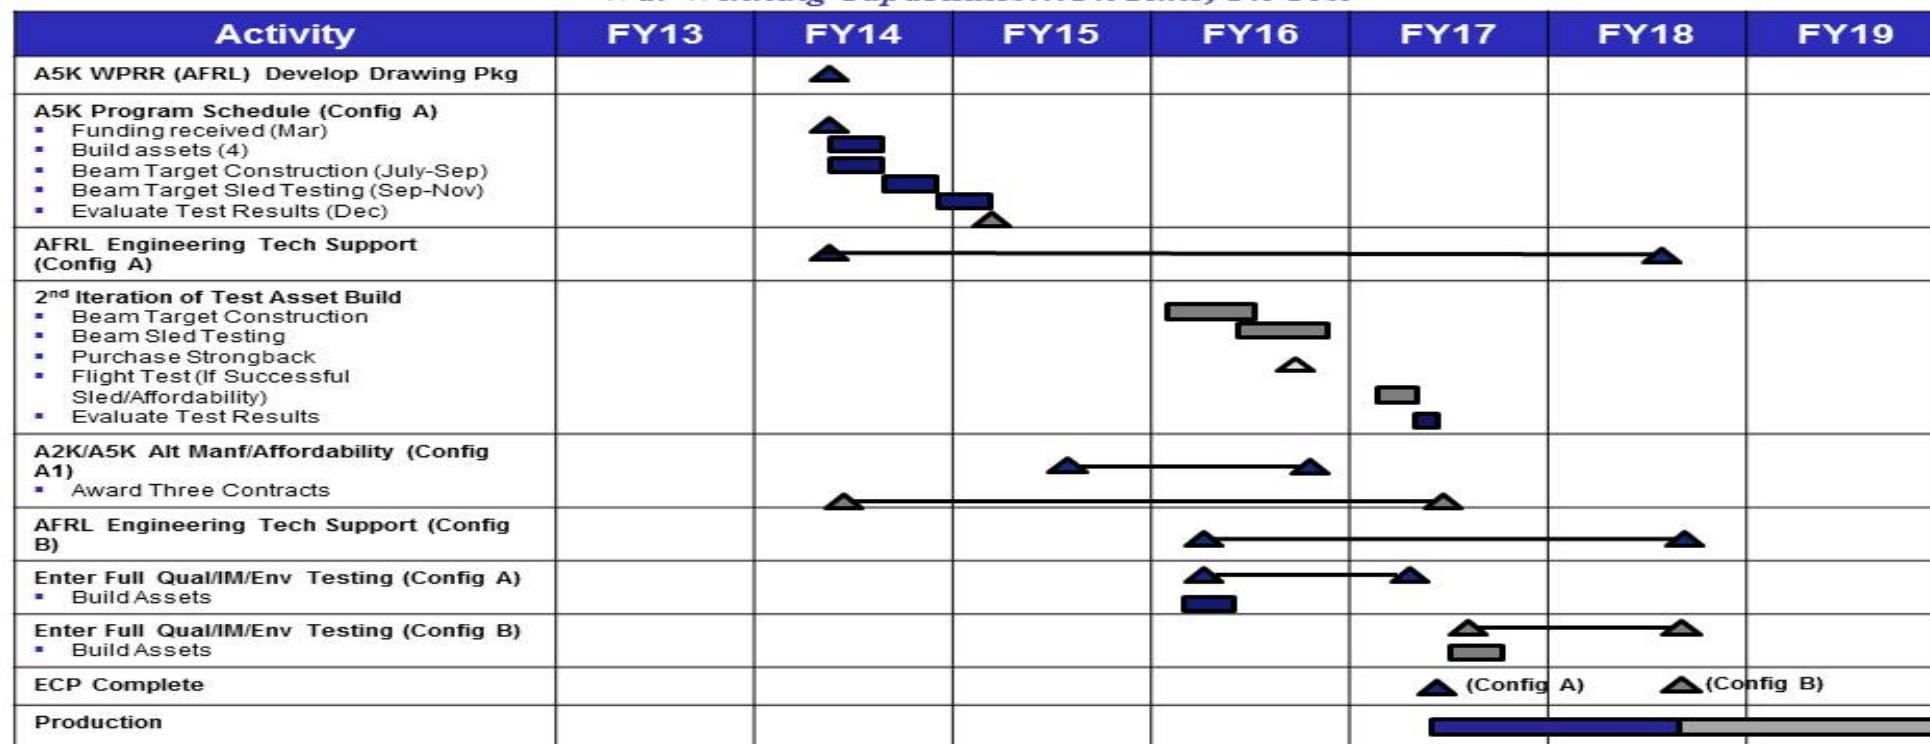 Activity FY13 FY14 FY15 FY16 FY17 FY18 FY19
A5K WPRR (AFRL) Develop Drawing Pkg
A5K Program Schedule (Config A)
▪ Funding received (Mar)
▪ Build assets (4)
▪ Beam Target Construction (July-Sep)
▪ Beam Target Sled Testing (Sep-Nov)
▪ Evaluate Test Results (Dec)
AFRL Engineering Tech Support
(Config A)
2nd Iteration of Test Asset Build
▪ Beam Target Construction
▪ Beam Sled Testing
▪ Purchase Strongback
▪ Flight Test (If Successful
Sled/Affordability)
▪ Evaluate Test Results
A2K/A5K Alt Manf/Affordability (Config
A1)
▪ Award Three Contracts
AFRL Engineering Tech Support (Config
B)
Enter Full Qual/IM/Env Testing (Config A)
▪ Build Assets
Enter Full Qual/IM/Env Testing (Config B)
▪ Build Assets
ECP Complete (Config A) (Config B)
Production